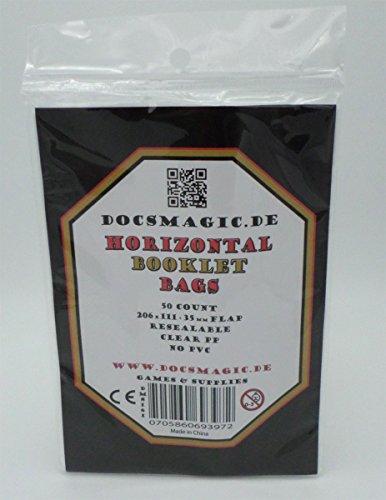 DOCSMAGIC.DE
HORIZONTAL
BOOKLET
BAGS
50 COUNT
206 x 111 + 35 mm FLAP
RESEALABLE
CLEAR PP
NO PVC
WWW.DOCSMAGIC.DE
GAMES & SUPPLIES
CE
0705860693972
Made in China